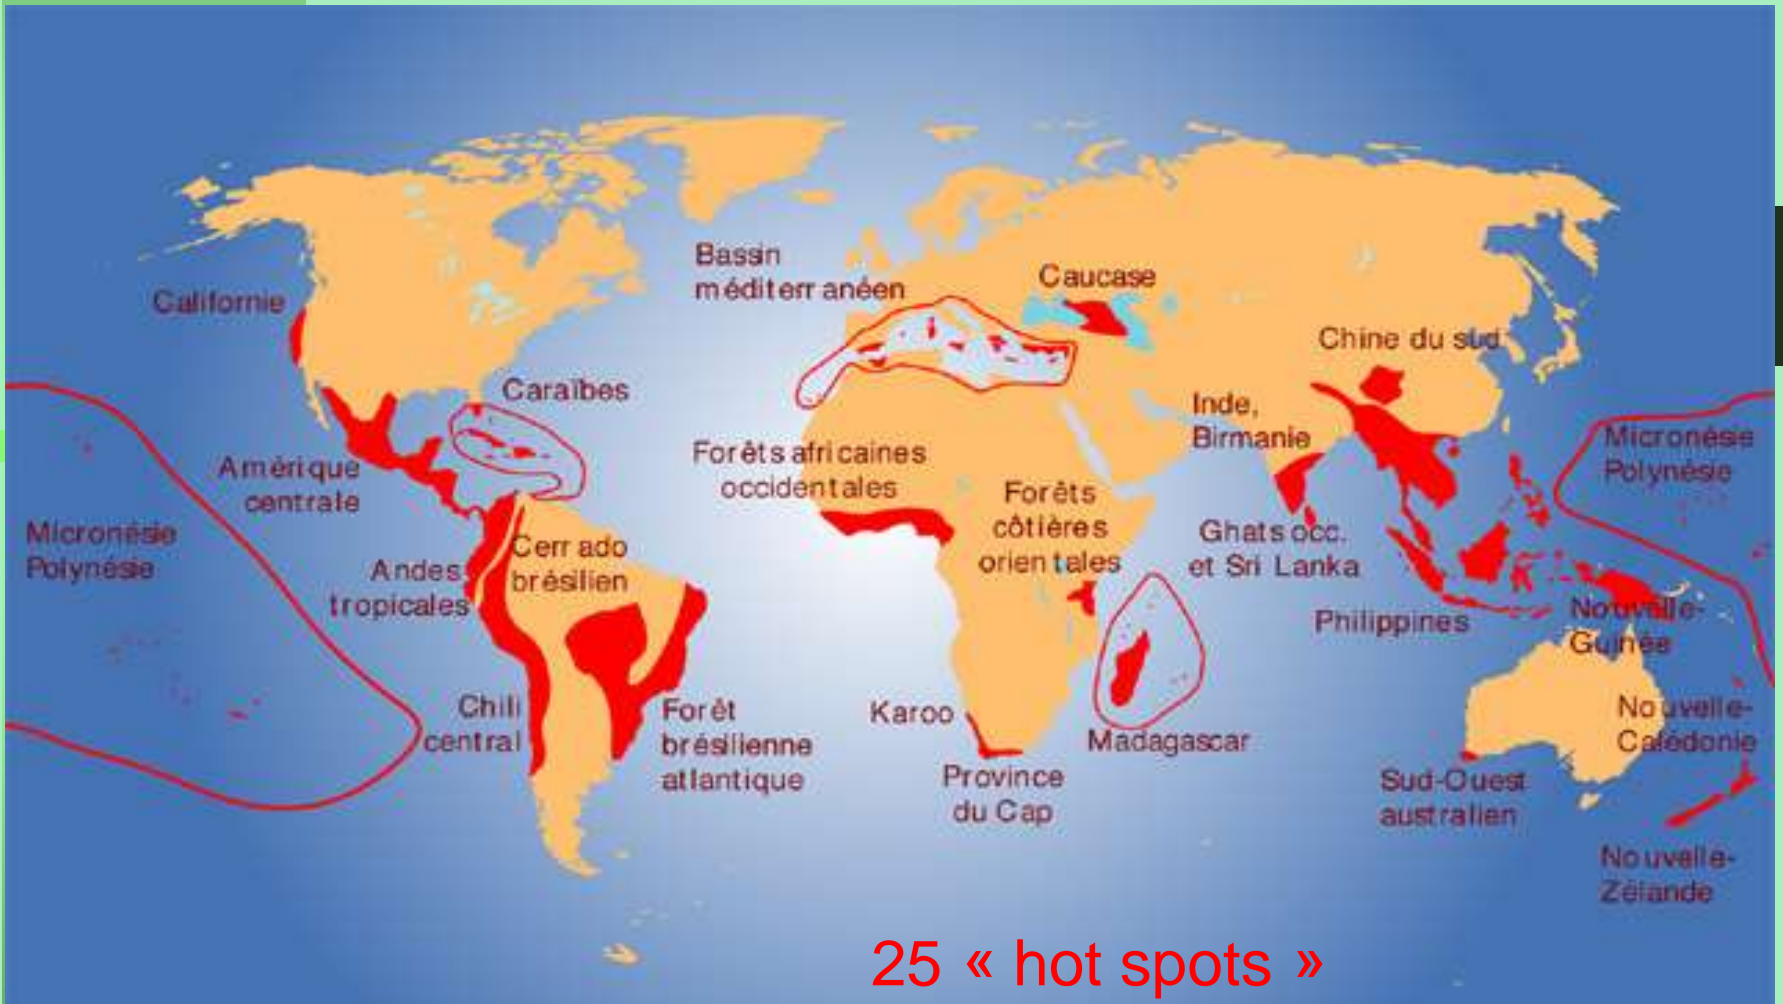 Bassin
méditerranéen
Caucase
Californie
Chine du sud
Caraïbes
Inde,
Birmanie
Micronésie
Polynésie
Forêts africaines
occidentales
Amérique
centrale
Forêts
côtières
orientales
Micronésie
Polynésie
Ghats occ.
et Sri Lanka
Cerrado
brésilien
Andes
tropicales
Philippines
Nouvelle-
Guinée
Chili
central
Forêt
brésilienne
atlantique
Karoo
Madagascar
Nouvelle-
Calédonie
Province
du Cap
Sud-Ouest
australien
Nouvelle-
Zélande
25 « hot spots »